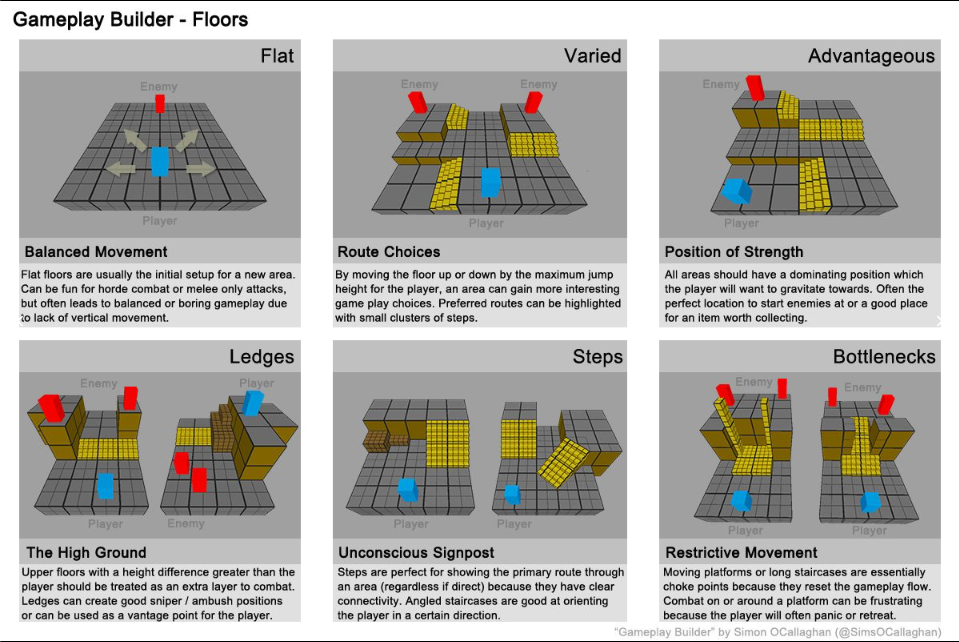 Gameplay Builder - Floors
Flat
Enemy
Player
Balanced Movement
Flat floors are usually the initial setup for a new area.
Can be fun for horde combat or melee only attacks,
but often leads to balanced or boring gameplay due
to lack of vertical movement.
Varied
Enemy
Enemy
Player
Route Choices
By moving the floor up or down by the maximum jump
height for the player, an area can gain more interesting
game play choices. Preferred routes can be highlighted
with small clusters of steps.
Advantageous
Enemy
Player
Position of Strength
All areas should have a dominating position which
the player will want to gravitate towards. Often the
perfect location to start enemies at or a good place
for an item worth collecting.
Ledges
Enemy
Player
Player
Enemy
The High Ground
Upper floors with a height difference greater than the
player should be treated as an extra layer to combat.
Ledges can create good sniper / ambush positions
or can be used as a vantage point for the player.
Steps
Player
Player
Unconscious Signpost
Steps are perfect for showing the primary route through
an area (regardless if direct) because they have clear
connectivity. Angled staircases are good at orienting
the player in a certain direction.
Bottlenecks
Enemy
Enemy
Player
Player
Restrictive Movement
Moving platforms or long staircases are essentially
choke points because they reset the gameplay flow.
Combat on or around a platform can be frustrating
because the player will often panic or retreat.
"Gameplay Builder" by Simon OCallaghan (@SimsOCallaghan)